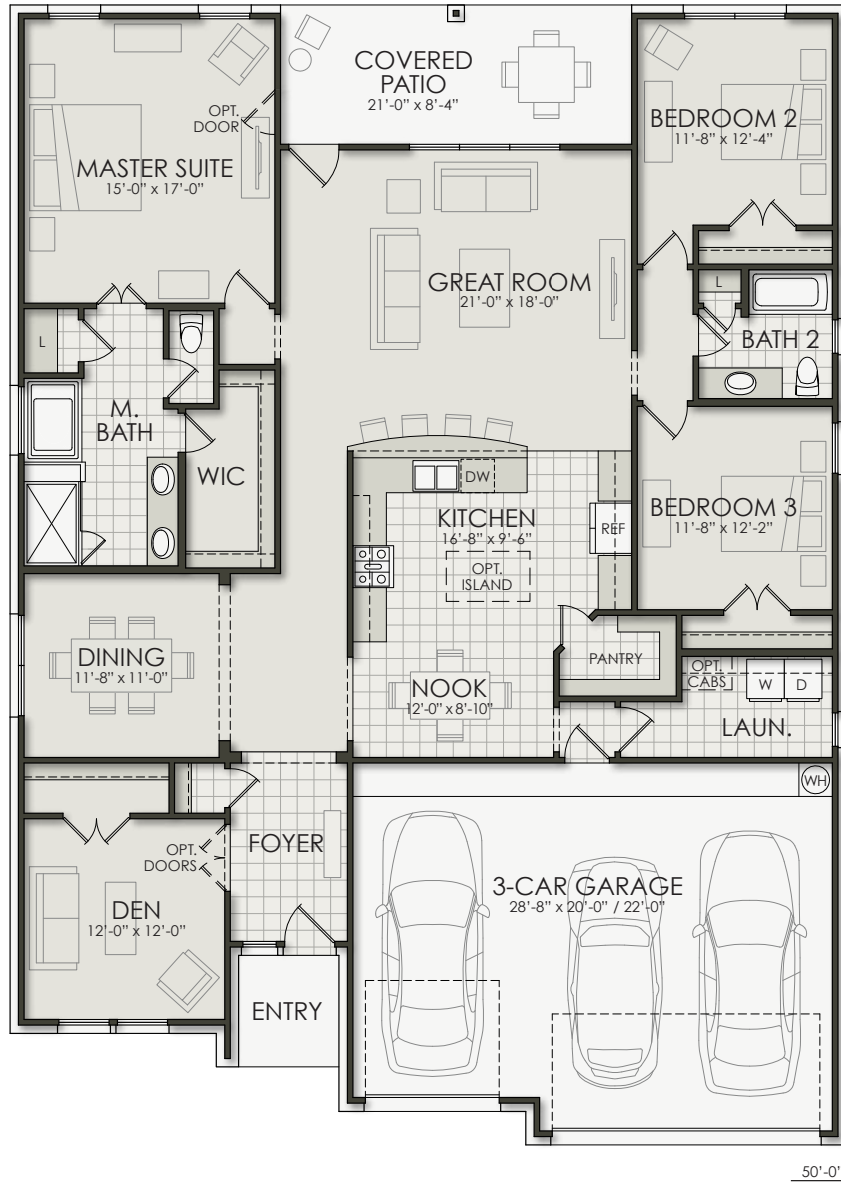 COVERED
PATIO
21'-0" x 8'-4"
OPT.
DOOR
BEDROOM 2
11'-8" x 12'-4"
MASTER SUITE
15'-0" x 17'-0"
GREAT ROOM
21'-0" x 18'-0"
L
L
BATH 2
M.
BATH
WIC
DW
KITCHEN
16'-8" x 9'-6"
REF
OPT.
ISLAND
BEDROOM 3
11'-8" x 12'-2"
DINING
11'-8" x 11'-0"
NOOK
12'-0" x 8'-10"
PANTRY
OPT.
CABS
W
D
LAUN.
WH
FOYER
OPT.
DOORS
DEN
12'-0" x 12'-0"
3-CAR GARAGE
28'-8" x 20'-0" / 22'-0"
ENTRY
50'-0"